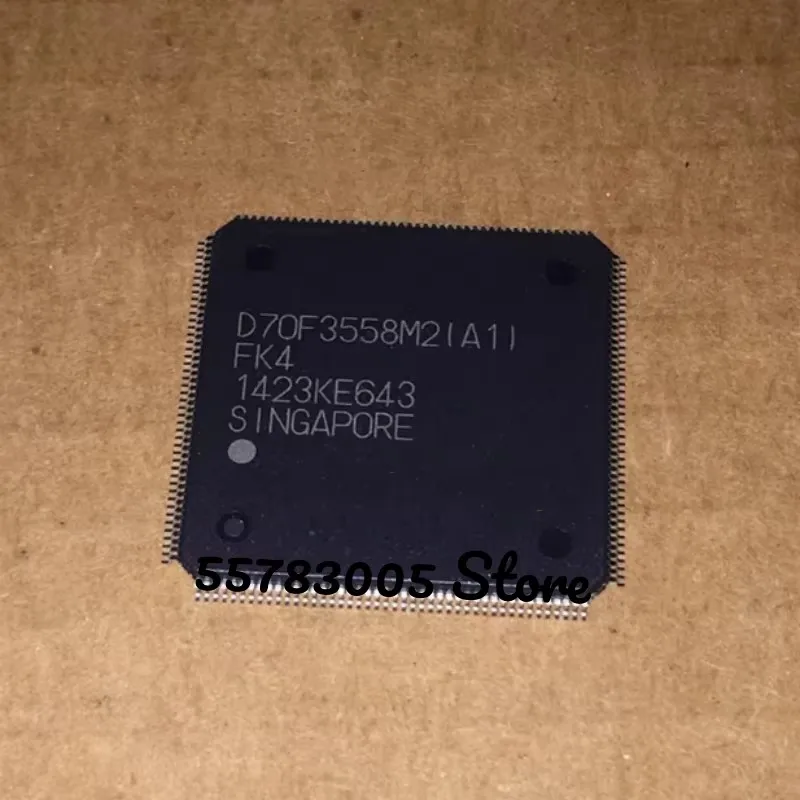 D70F3558M2(A1)
FK4
1423KE643
SINGAPORE
55783005 Store